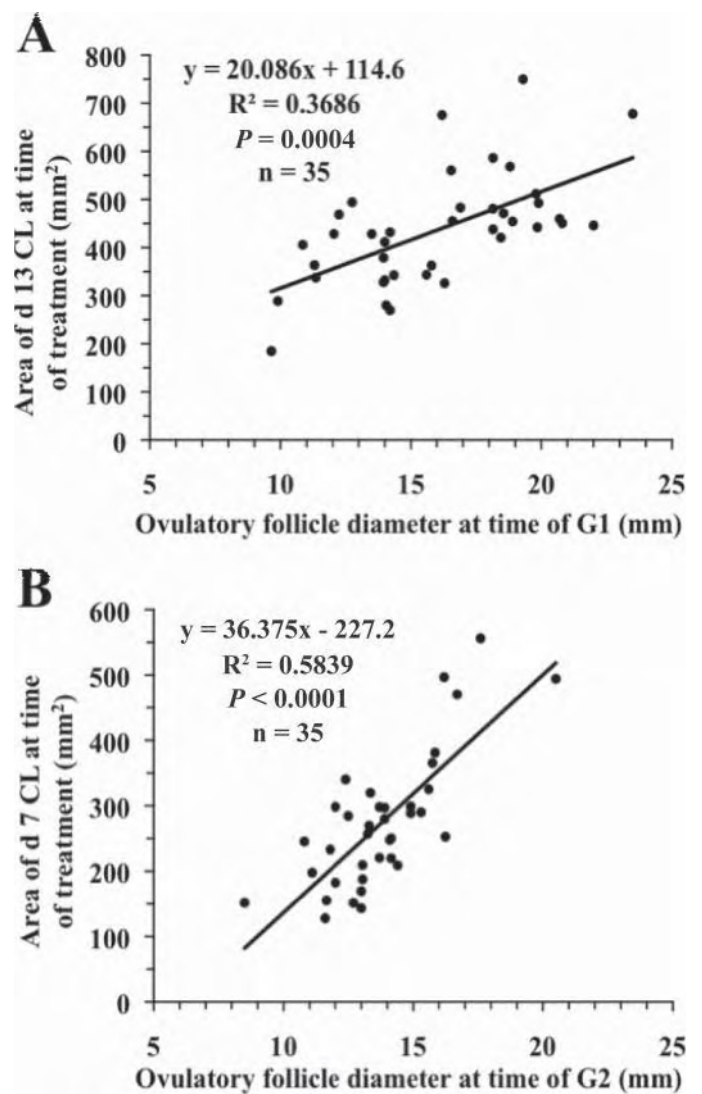 A
y = 20.086x + 114.6
R² = 0.3686
P = 0.0004
n = 35
Area of d 13 CL at time
of treatment (mm²)
800
700
600
500
400
300
200
100
0
5 10 15 20 25
Ovulatory follicle diameter at time of G1 (mm)
B
y = 36.375x - 227.2
R² = 0.5839
P < 0.0001
n = 35
Area of d 7 CL at time
of treatment (mm²)
600
500
400
300
200
100
0
5 10 15 20 25
Ovulatory follicle diameter at time of G2 (mm)